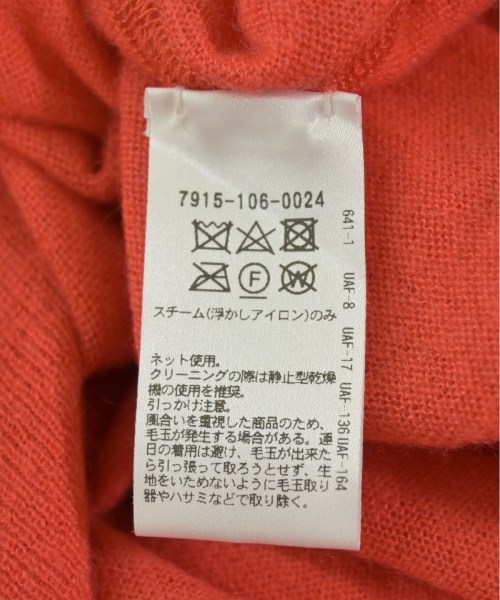 7915-106-0024
F
W
スチーム(浮かしアイロン)のみ
ネット使用。
クリーニングの際は静止型乾燥
機の使用を推奨。
引っかけ注意。
風合いを重視した商品のため、
毛玉が発生する場合がある。連
日の着用は避け、毛玉が出来た
ら引っ張って取ろうとせず、生
地をいためないように毛玉取り
器やハサミなどで取り除く。
641-1 UAF-8 UAF-17 UAF-136 UAF-164